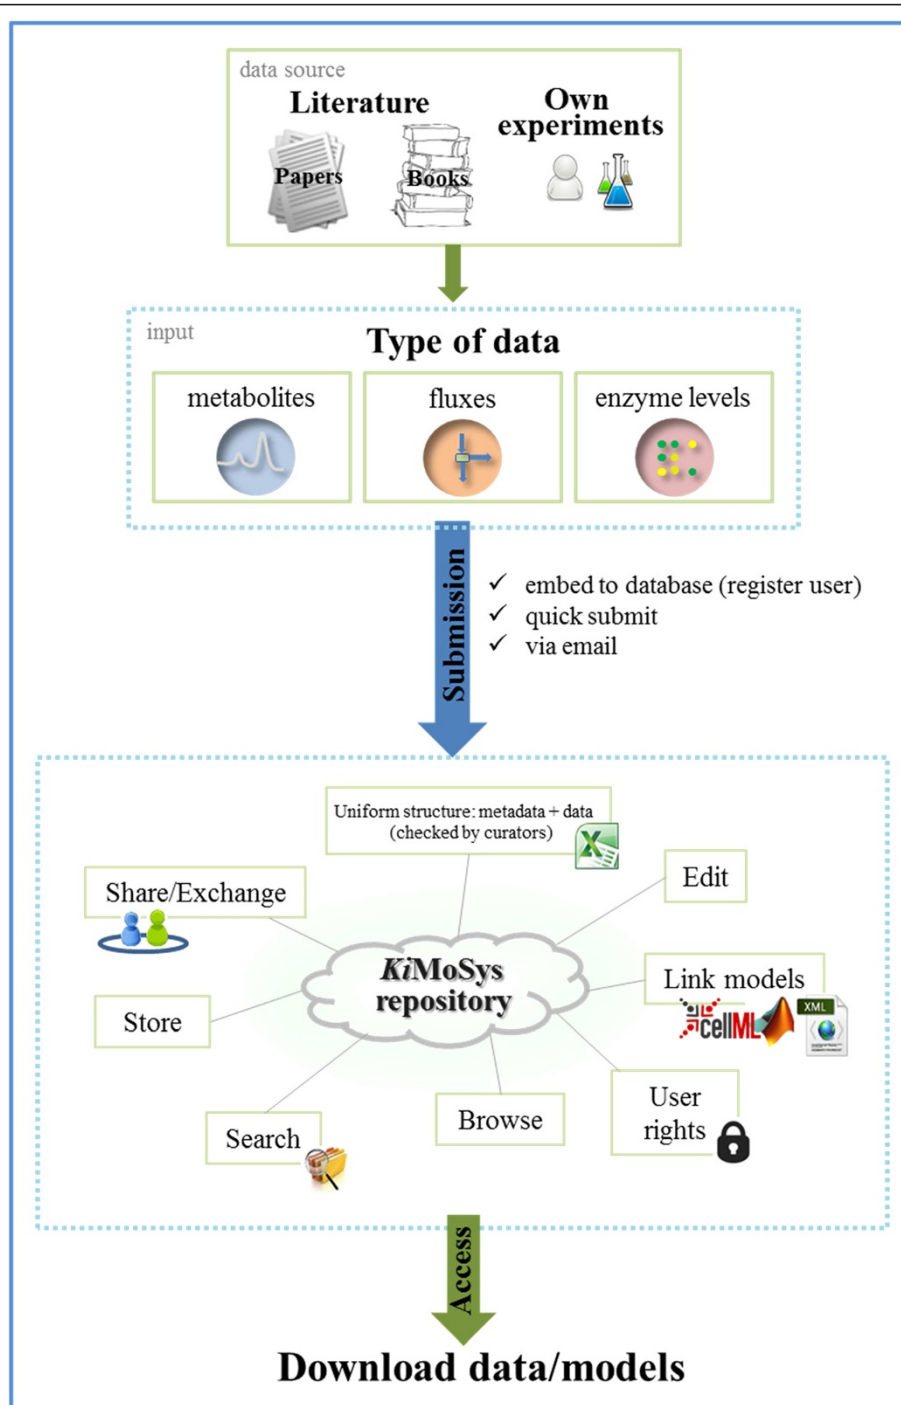 data source
Literature
Own
experiments
Papers
Books
input
Type of data
metabolites
fluxes
enzyme levels
Submission
✓ embed to database (register user)
✓ quick submit
✓ via email
Uniform structure: metadata + data
(checked by curators)
Share/Exchange
Edit
KiMoSys
repository
Link models
cellML
XML
Store
User
rights
Browse
Search
Access
Download data/models